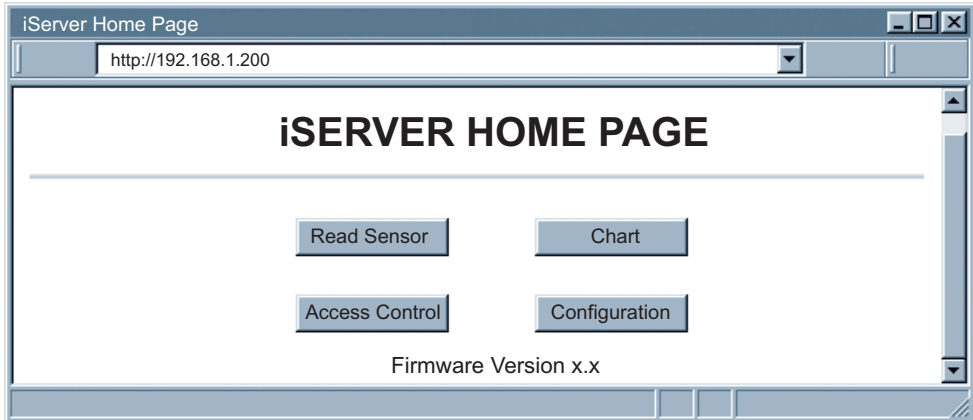 iServer Home Page
http://192.168.1.200
iSERVER HOME PAGE
Read Sensor Chart
Access Control Configuration
Firmware Version x.x